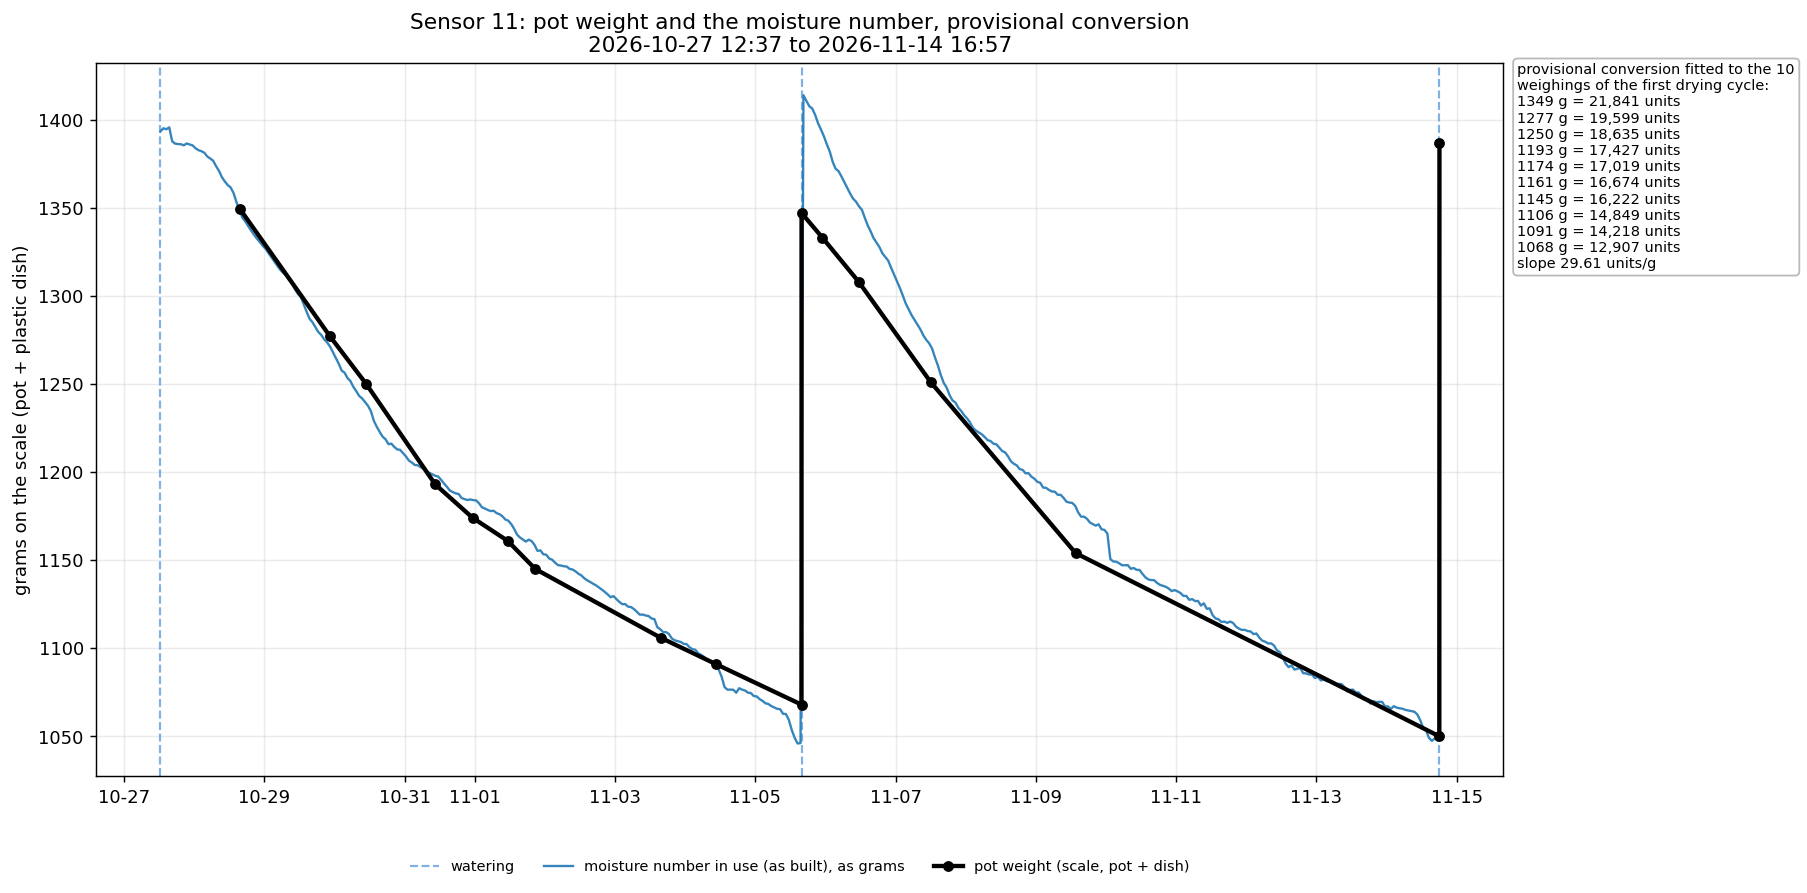 Sensor 11: pot weight and the moisture number, provisional conversion
2026-10-27 12:37 to 2026-11-14 16:57
provisional conversion fitted to the 10
weighings of the first drying cycle:
1349 g = 21,841 units
1277 g = 19,599 units
1250 g = 18,635 units
1193 g = 17,427 units
1174 g = 17,019 units
1161 g = 16,674 units
1145 g = 16,222 units
1106 g = 14,849 units
1091 g = 14,218 units
1068 g = 12,907 units
slope 29.61 units/g
grams on the scale (pot + plastic dish)
1400
1350
1300
1250
1200
1150
1100
1050
10-27 10-29 10-31 11-01 11-03 11-05 11-07 11-09 11-11 11-13 11-15
watering moisture number in use (as built), as grams pot weight (scale, pot + dish)